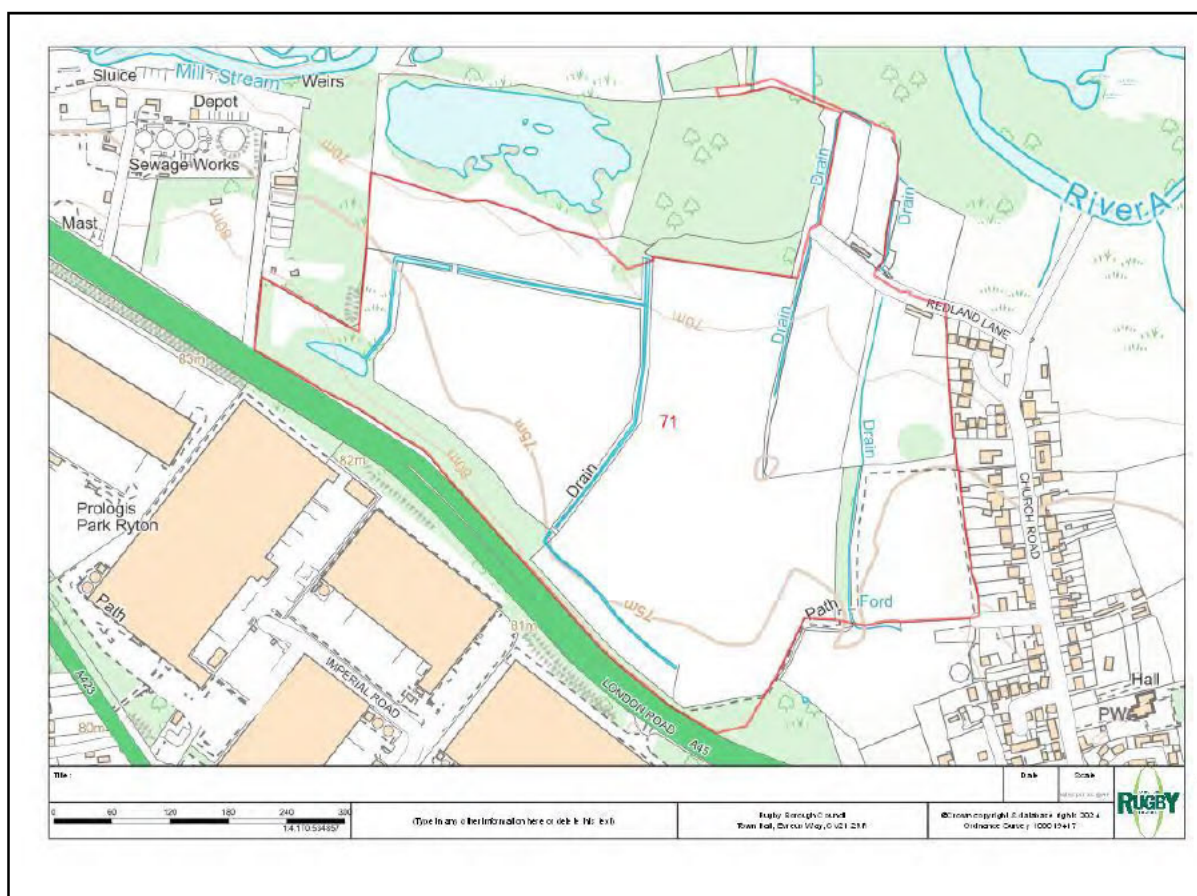 Sluice
Mill Stream
Weirs
Depot
Sewage Works
Mast
70m
80m
Drain
Drain
River A
REDLAND LANE
Drain
70m
83m
75m
80m
71
Drain
Drain
CHURCH ROAD
82m
Prologis
Park Ryton
Path
81m
75m
Path
Ford
IMPERIAL ROAD
A423
80m
LONDON ROAD
A45
Hall
PW
Title :
Date
Scale
0 60 120 180 240 300
(Type in any other information here or delete this text)
Rugby Borough Council
Town Hall, Evreux Way,
©Crown copyright & database rights 2024
Ordnance Survey
RUGBY